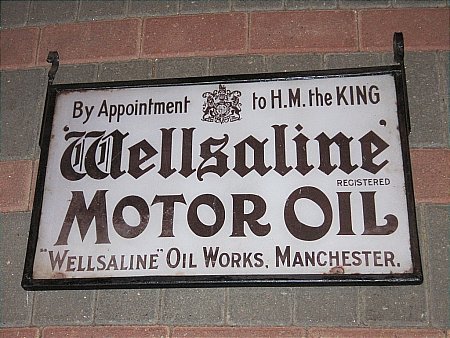 By Appointment to H.M. the KING
'Wellsaline'
REGISTERED
MOTOR OIL
"WELLSALINE" OIL WORKS, MANCHESTER.